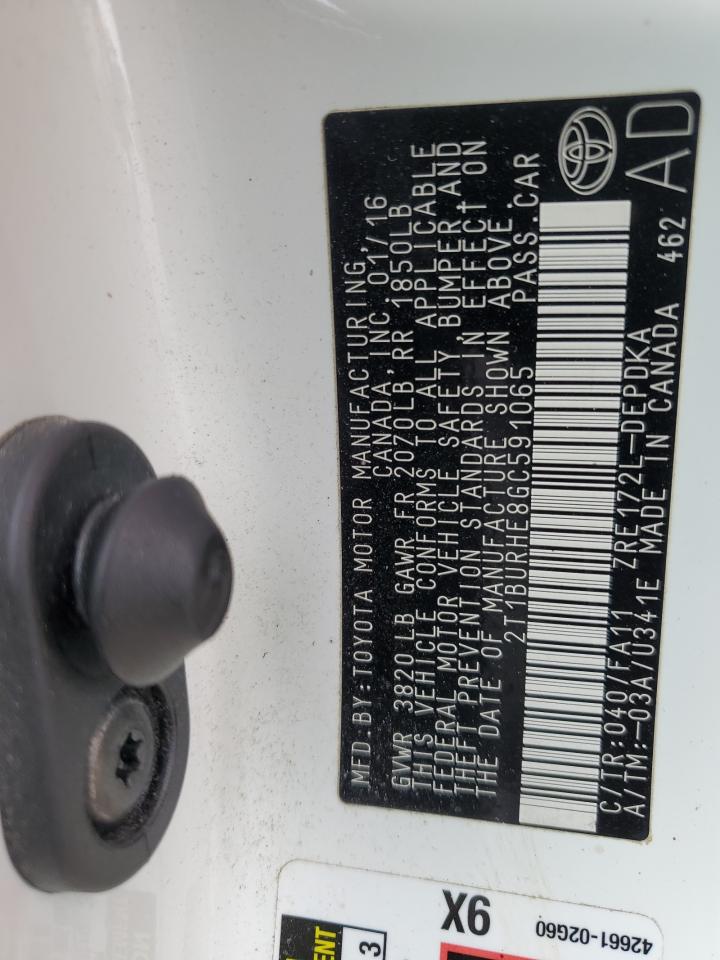 MFD.BY:TOYOTA MOTOR MANUFACTURING,
CANADA,INC.01/16
GVWR 3820LB GAWR FR 2070LB,RR 1850LB
THIS VEHICLE CONFORMS TO ALL APPLICABLE
FEDERAL MOTOR VEHICLE SAFETY,BUMPER,AND
THEFT PREVENTION STANDARDS IN EFFECT ON
THE DATE OF MANUFACTURE SHOWN ABOVE.
2T1BURHE8GC591065 PASS.CAR
C/TR:040/FA11 ZRE172L-DEPDKA
A/TM:-03A/U341E MADE IN CANADA 462
AD
9X
42661-02G60
3